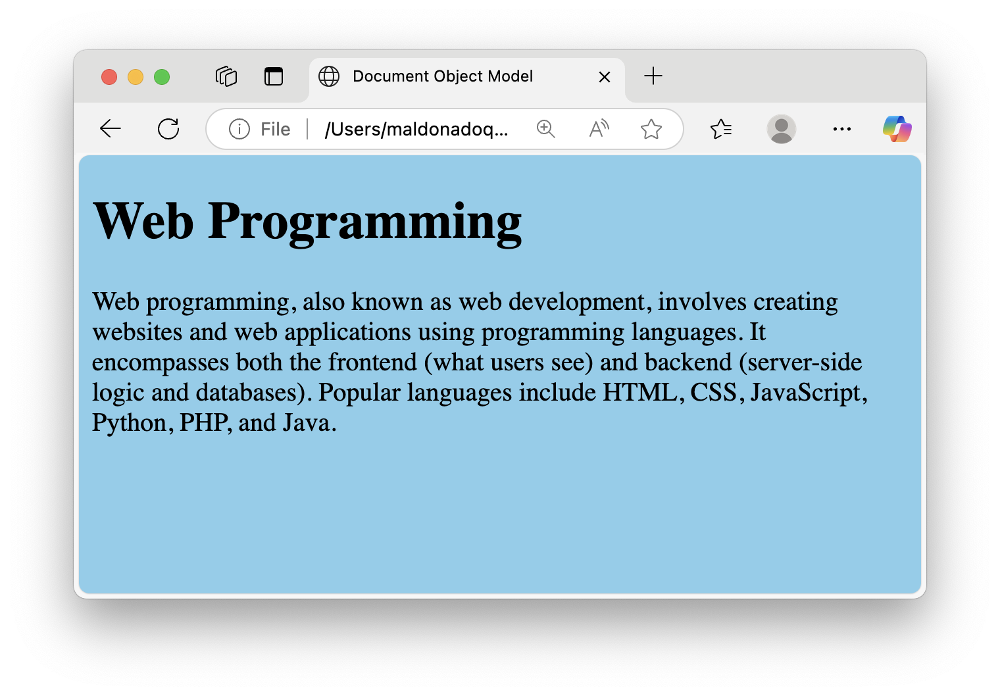 Document Object Model
File /Users/maldonadoq...
Web Programming
Web programming, also known as web development, involves creating
websites and web applications using programming languages. It
encompasses both the frontend (what users see) and backend (server-side
logic and databases). Popular languages include HTML, CSS, JavaScript,
Python, PHP, and Java.